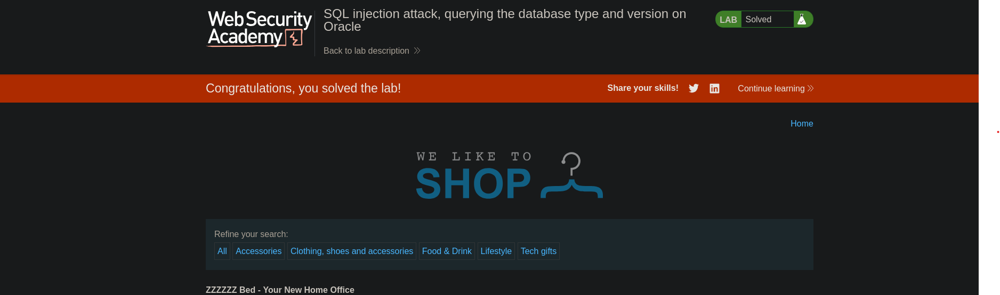 Web Security
Academy
SQL injection attack, querying the database type and version on
Oracle
Back to lab description
LAB Solved
Congratulations, you solved the lab!
Share your skills!
Continue learning
Home
WE LIKE TO
SHOP
Refine your search:
All Accessories Clothing, shoes and accessories Food & Drink Lifestyle Tech gifts
ZZZZZZ Bed - Your New Home Office